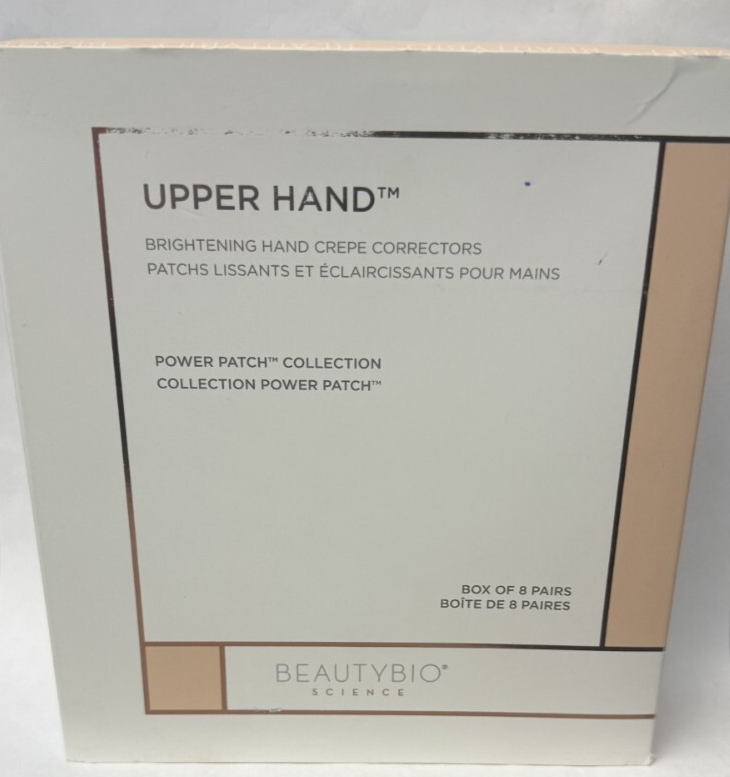 UPPER HAND™
BRIGHTENING HAND CREPE CORRECTORS
PATCHS LISSANTS ET ÉCLAIRCISSANTS POUR MAINS
POWER PATCH™ COLLECTION
COLLECTION POWER PATCH™
BOX OF 8 PAIRS
BOÎTE DE 8 PAIRES
BEAUTYBIO®
SCIENCE